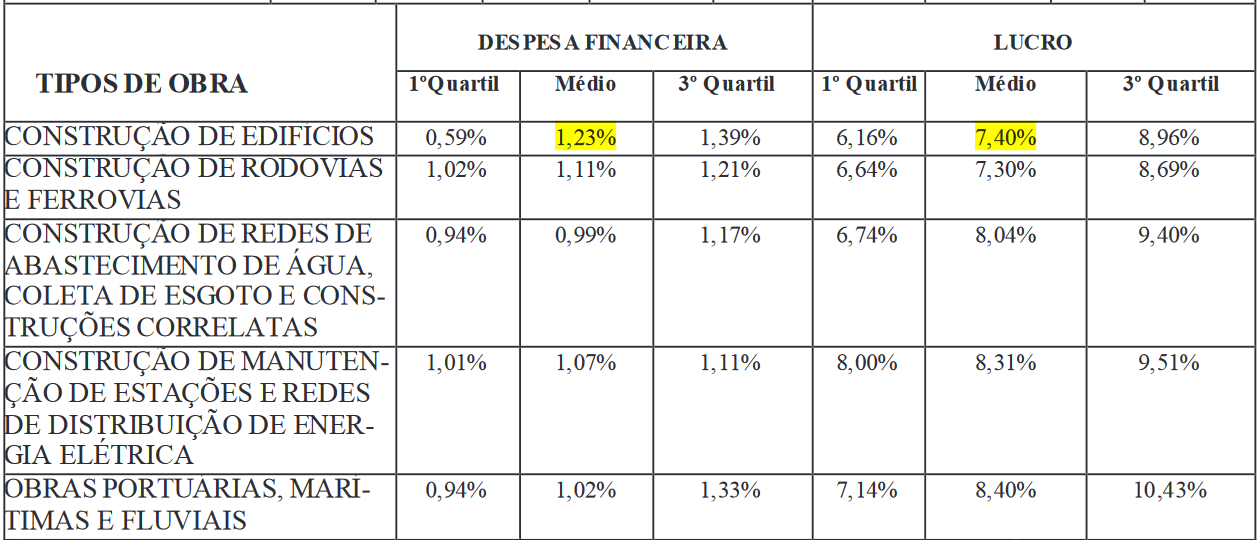 DESPESA FINANCEIRA LUCRO
TIPOS DE OBRA 1ºQuartil Médio 3º Quartil 1º Quartil Médio 3º Quartil
CONSTRUÇÃO DE EDIFÍCIOS 0,59% 1,23% 1,39% 6,16% 7,40% 8,96%
CONSTRUÇÃO DE RODOVIAS 1,02% 1,11% 1,21% 6,64% 7,30% 8,69%
E FERROVIAS
CONSTRUÇÃO DE REDES DE 0,94% 0,99% 1,17% 6,74% 8,04% 9,40%
ABASTECIMENTO DE ÁGUA,
COLETA DE ESGOTO E CONS-
TRUÇÕES CORRELATAS
CONSTRUÇÃO DE MANUTEN- 1,01% 1,07% 1,11% 8,00% 8,31% 9,51%
ÇÃO DE ESTAÇÕES E REDES
DE DISTRIBUIÇÃO DE ENER-
GIA ELÉTRICA
OBRAS PORTUÁRIAS, MARÍ- 0,94% 1,02% 1,33% 7,14% 8,40% 10,43%
TIMAS E FLUVIAIS